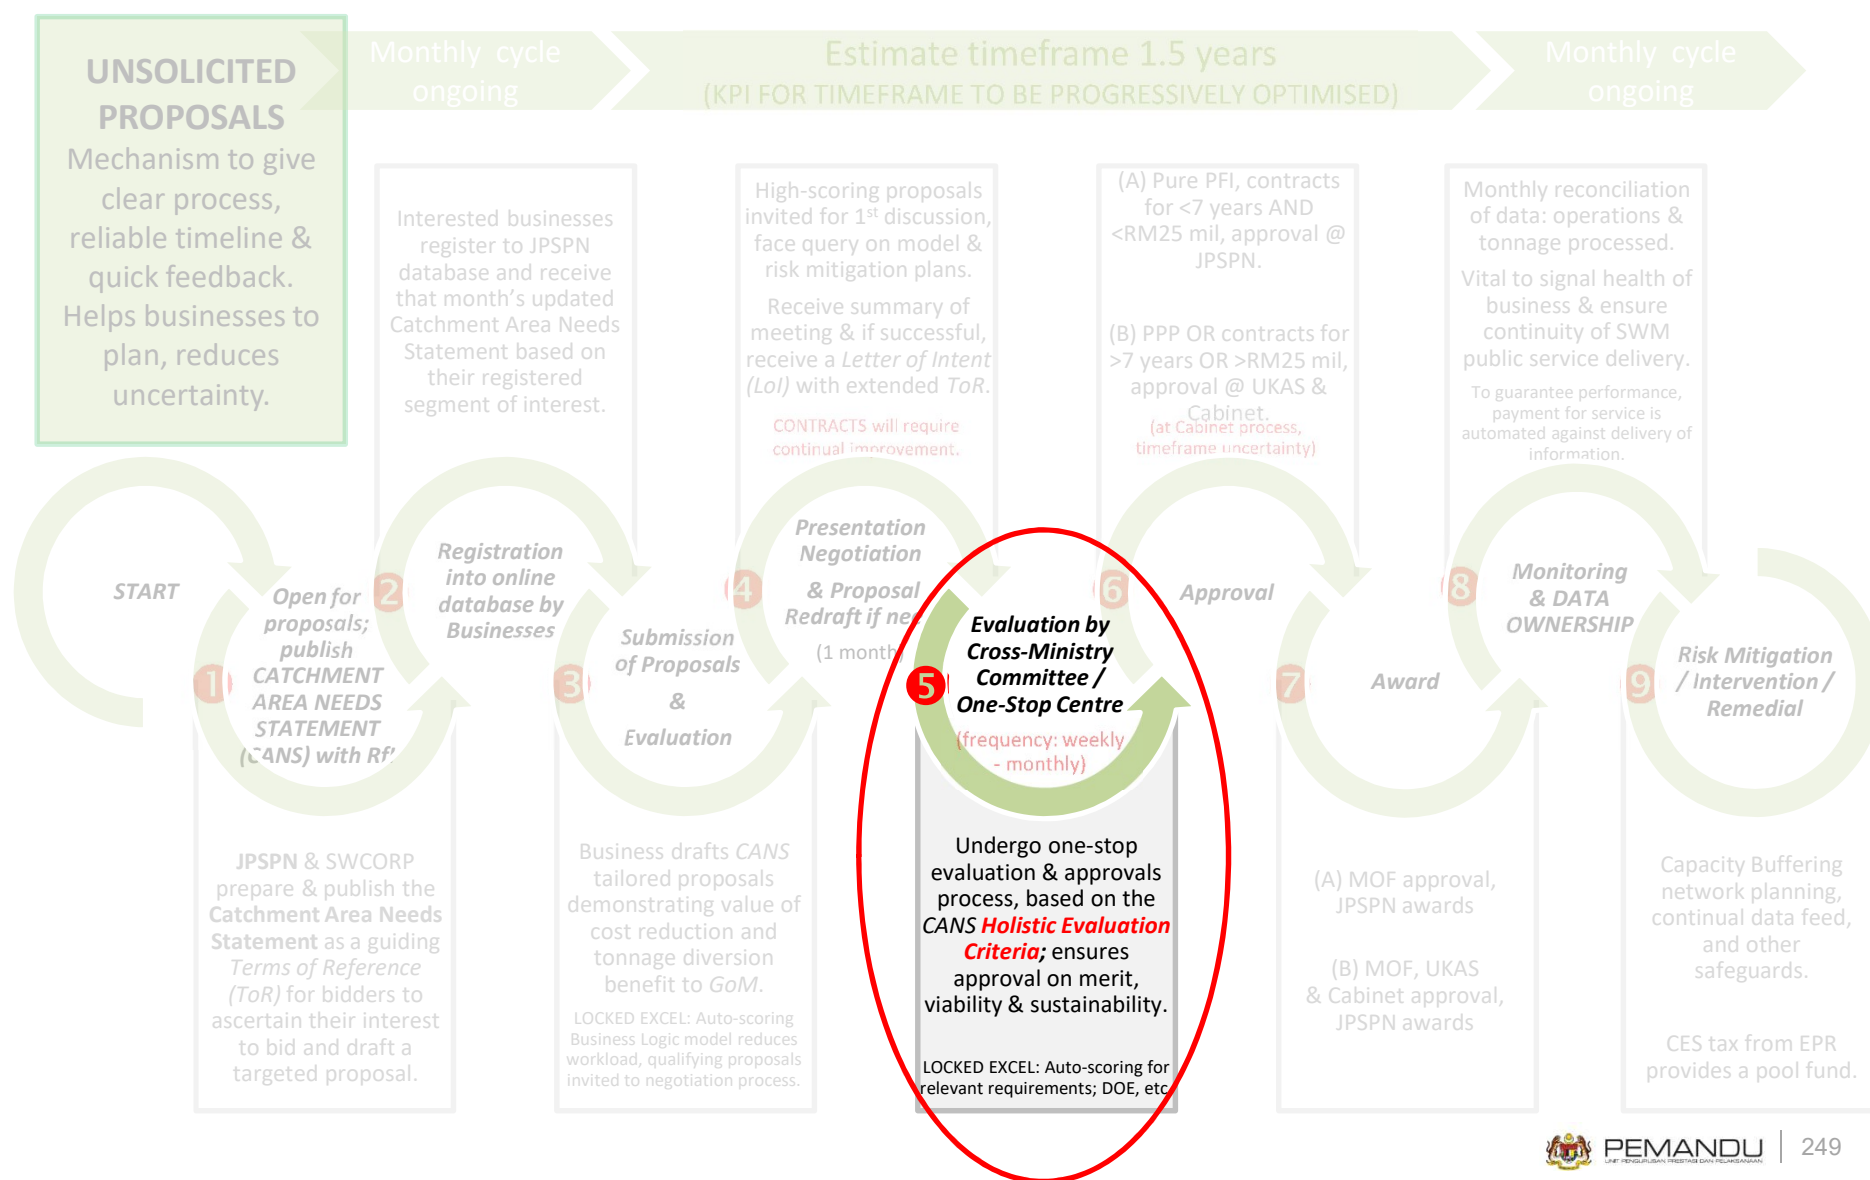 UNSOLICITED
PROPOSALS
Mechanism to give
clear process,
reliable timeline &
quick feedback.
Helps businesses to
plan, reduces
uncertainty.
Monthly cycle
ongoing
Estimate timeframe 1.5 years
(KPI FOR TIMEFRAME TO BE PROGRESSIVELY OPTIMISED)
Monthly cycle
ongoing
START
1
Open for
proposals;
publish
CATCHMENT
AREA NEEDS
STATEMENT
(CANS) with
JPSPN & SWCORP
prepare & publish the
Catchment Area Needs
Statement as a guiding
Terms of Reference
(ToR) for bidders to
ascertain their interest
to bid and draft a
targeted proposal.
Interested businesses
register to JPSPN
database and receive
that month's updated
Catchment Area Needs
Statement based on
their registered
segment of interest.
2
Registration
into online
database by
Businesses
3
Submission
of Proposals
&
Evaluation
Business drafts CANS
tailored proposals
demonstrating value of
cost reduction and
tonnage diversion
benefit to GoM.
LOCKED EXCEL: Auto-scoring
Business Logic model reduces
workload, qualifying proposals
invited to negotiation process.
High-scoring proposals
invited for 1st discussion,
face query on model &
risk mitigation plans.
Receive summary of
meeting & if successful,
receive a Letter of Intent
(LoI) with extended ToR.
CONTRACTS will require
continual improvement.
4
Presentation
Negotiation
& Proposal
Redraft if
(1 month)
5
Evaluation by
Cross-Ministry
Committee /
One-Stop Centre
(frequency: weekly
- monthly)
Undergo one-stop
evaluation & approvals
process, based on the
CANS Holistic Evaluation
Criteria; ensures
approval on merit,
viability & sustainability.
LOCKED EXCEL: Auto-scoring for
relevant requirements; DOE, etc
(A) Pure PFI, contracts
for <7 years AND
<RM25 mil, approval @
JPSPN.
(B) PPP OR contracts for
>7 years OR >RM25 mil,
approval @ UKAS &
Cabinet.
(at Cabinet process,
timeframe uncertainty)
6
Approval
7
Award
(A) MOF approval,
JPSPN awards
(B) MOF, UKAS
& Cabinet approval,
JPSPN awards
Monthly reconciliation
of data: operations &
tonnage processed.
Vital to signal health of
business & ensure
continuity of SWM
public service delivery.
To guarantee performance,
payment for service is
automated against delivery of
information.
8
Monitoring
& DATA
OWNERSHIP
9
Risk Mitigation
/ Intervention /
Remedial
Capacity Buffering
network planning,
continual data feed,
and other
safeguards.
CES tax from EPR
provides a pool fund.
PEMANDU
UNIT PENGURUSAN PRESTASI DAN PELAKSANAAN
249